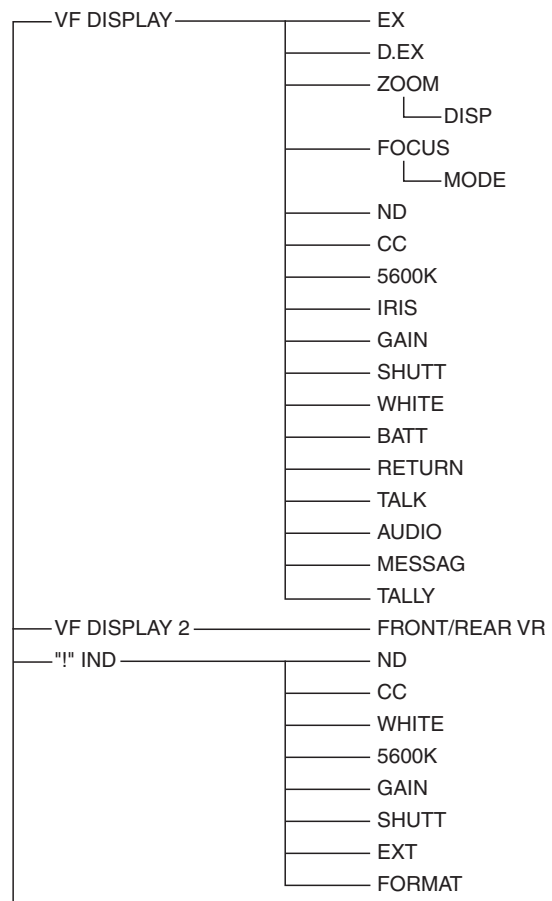 VF DISPLAY EX
D.EX
ZOOM
DISP
FOCUS
MODE
ND
CC
5600K
IRIS
GAIN
SHUTT
WHITE
BATT
RETURN
TALK
AUDIO
MESSAG
TALLY
VF DISPLAY 2 FRONT/REAR VR
"!" IND ND
CC
WHITE
5600K
GAIN
SHUTT
EXT
FORMAT